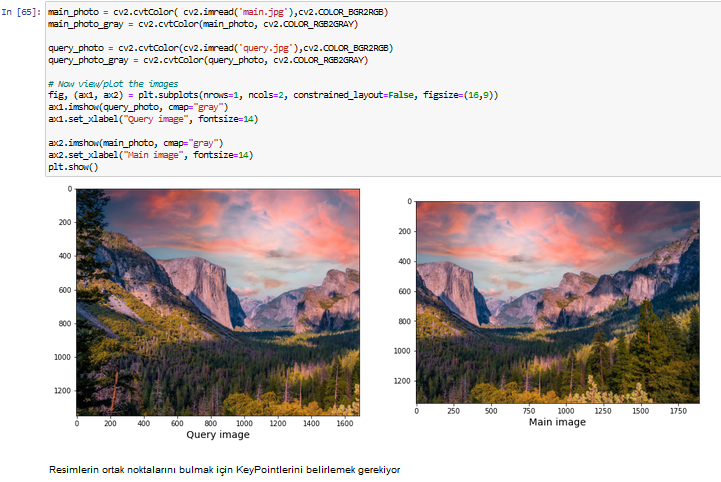 In [65]: main_photo = cv2.cvtColor( cv2.imread('main.jpg'),cv2.COLOR_BGR2RGB)
main_photo_gray = cv2.cvtColor(main_photo, cv2.COLOR_RGB2GRAY)
query_photo = cv2.cvtColor(cv2.imread('query.jpg'),cv2.COLOR_BGR2RGB)
query_photo_gray = cv2.cvtColor(query_photo, cv2.COLOR_RGB2GRAY)
# Now view/plot the images
fig, (ax1, ax2) = plt.subplots(nrows=1, ncols=2, constrained_layout=False, figsize=(16,9))
ax1.imshow(query_photo, cmap="gray")
ax1.set_xlabel("Query image", fontsize=14)
ax2.imshow(main_photo, cmap="gray")
ax2.set_xlabel("Main image", fontsize=14)
plt.show()
0
200
400
600
800
1000
1200
0 200 400 600 800 1000 1200 1400 1600
Query image
0
200
400
600
800
1000
1200
0 250 500 750 1000 1250 1500 1750
Main image
Resimlerin ortak noktalarını bulmak için KeyPointlerini belirlemek gerekiyor